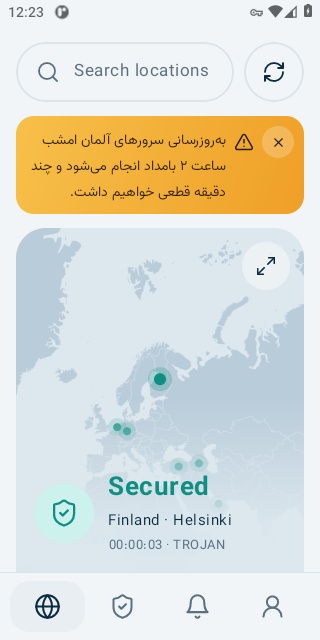 12:23
Search locations
به‌روزرسانی سرورهای آلمان امشب
ساعت ۲ بامداد انجام می‌شود و چند
دقیقه قطعی خواهیم داشت.
Secured
Finland · Helsinki
00:00:03 · TROJAN